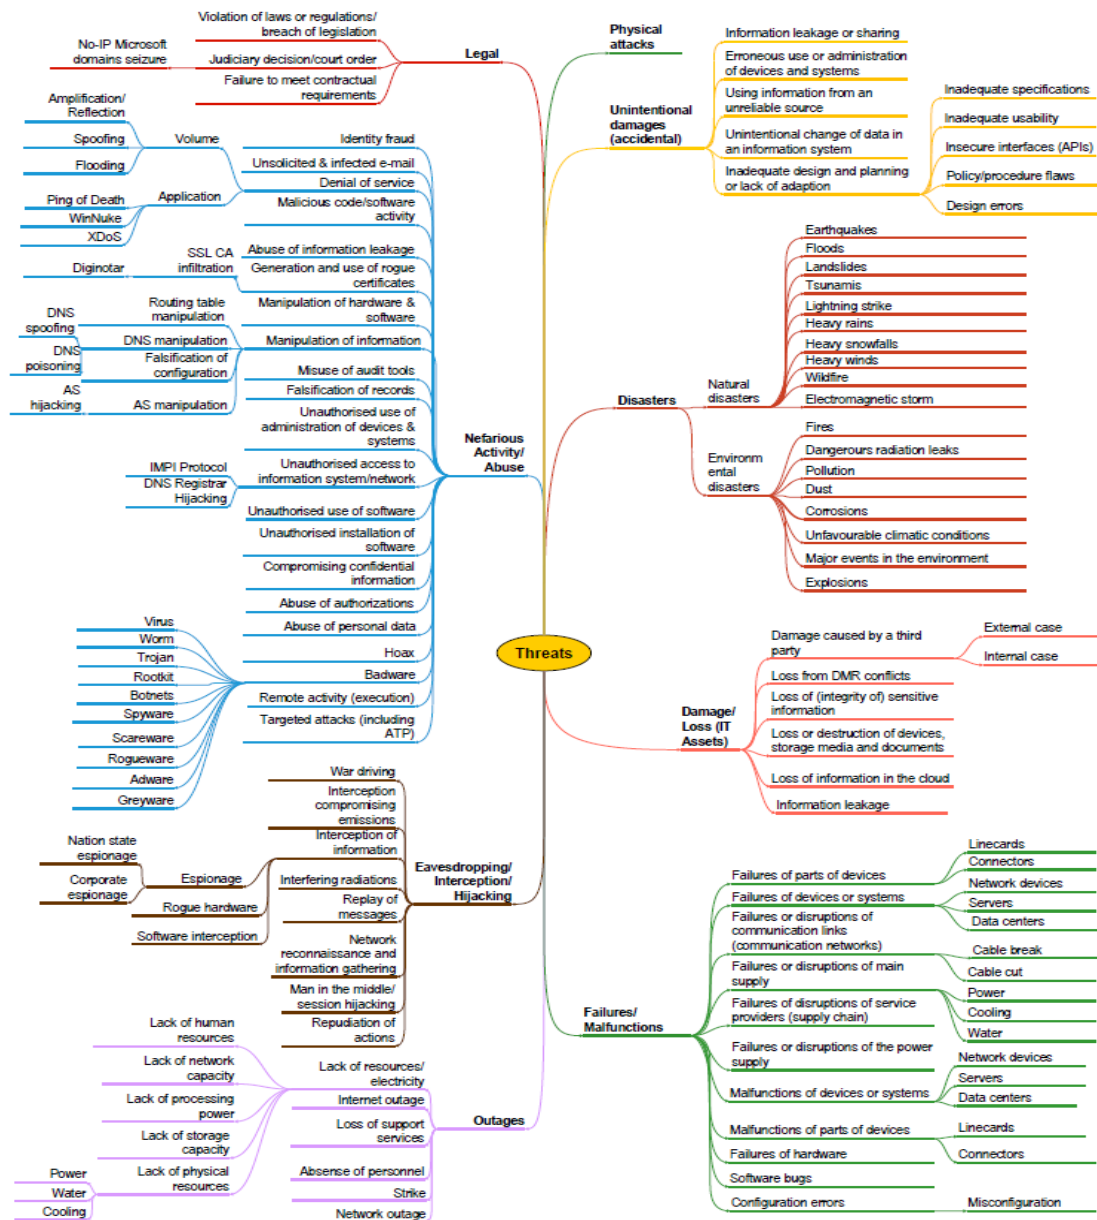 Threats
Legal
Violation of laws or regulations/
breach of legislation
Judiciary decision/court order
No-IP Microsoft
domains seizure
Failure to meet contractual
requirements
Nefarious
Activity/
Abuse
Identity fraud
Unsolicited & infected e-mail
Denial of service
Volume
Amplification/
Reflection
Spoofing
Flooding
Application
Ping of Death
WinNuke
XDoS
Malicious code/software
activity
Abuse of information leakage
Generation and use of rogue
certificates
SSL CA
infiltration
Diginotar
Manipulation of hardware &
software
Manipulation of information
Routing table
manipulation
DNS manipulation
DNS
spoofing
DNS
poisoning
Falsification of
configuration
AS manipulation
AS
hijacking
Misuse of audit tools
Falsification of records
Unauthorised use of
administration of devices &
systems
Unauthorised access to
information system/network
IMPI Protocol
DNS Registrar
Hijacking
Unauthorised use of software
Unauthorised installation of
software
Compromising confidential
information
Abuse of authorizations
Abuse of personal data
Hoax
Badware
Virus
Worm
Trojan
Rootkit
Botnets
Spyware
Scareware
Rogueware
Adware
Greyware
Remote activity (execution)
Targeted attacks (including
ATP)
Eavesdropping/
Interception/
Hijacking
War driving
Interception
compromising
emissions
Interception of
information
Espionage
Nation state
espionage
Corporate
espionage
Rogue hardware
Software interception
Interfering radiations
Replay of
messages
Network
reconnaissance and
information gathering
Man in the middle/
session hijacking
Repudiation of
actions
Outages
Lack of resources/
electricity
Lack of human
resources
Lack of network
capacity
Lack of processing
power
Lack of storage
capacity
Lack of physical
resources
Power
Water
Cooling
Internet outage
Loss of support
services
Absense of personnel
Strike
Network outage
Physical
attacks
Unintentional
damages
(accidental)
Information leakage or sharing
Erroneous use or administration
of devices and systems
Using information from an
unreliable source
Unintentional change of data in
an information system
Inadequate design and planning
or lack of adaption
Inadequate specifications
Inadequate usability
Insecure interfaces (APIs)
Policy/procedure flaws
Design errors
Disasters
Natural
disasters
Earthquakes
Floods
Landslides
Tsunamis
Lightning strike
Heavy rains
Heavy snowfalls
Heavy winds
Wildfire
Electromagnetic storm
Environm
ental
disasters
Fires
Dangerours radiation leaks
Pollution
Dust
Corrosions
Unfavourable climatic conditions
Major events in the environment
Explosions
Damage/
Loss (IT
Assets)
Damage caused by a third
party
External case
Internal case
Loss from DMR conflicts
Loss of (integrity of) sensitive
information
Loss or destruction of devices,
storage media and documents
Loss of information in the cloud
Information leakage
Failures/
Malfunctions
Failures of parts of devices
Linecards
Connectors
Failures of devices or systems
Network devices
Servers
Data centers
Failures or disruptions of
communication links
(communication networks)
Cable break
Cable cut
Failures or disruptions of main
supply
Power
Cooling
Water
Failures of disruptions of service
providers (supply chain)
Failures or disruptions of the power
supply
Malfunctions of devices or systems
Network devices
Servers
Data centers
Malfunctions of parts of devices
Linecards
Connectors
Failures of hardware
Software bugs
Configuration errors
Misconfiguration